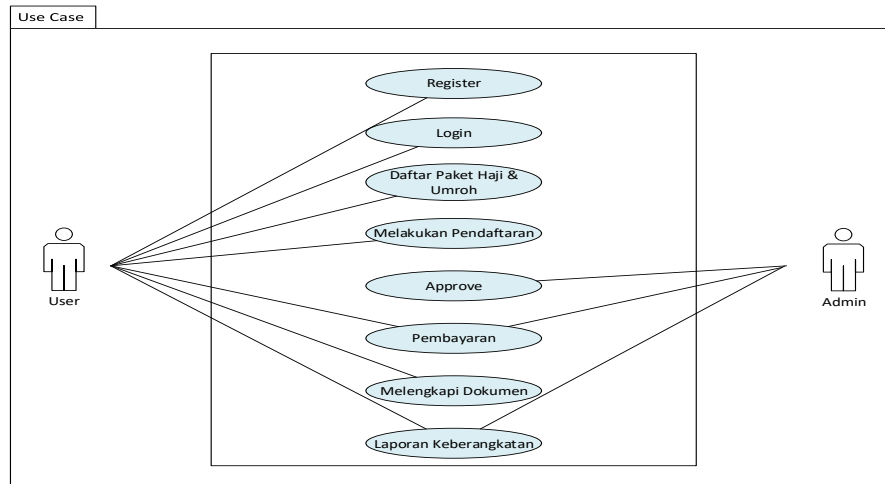 Use Case
Register
Login
Daftar Paket Haji &
Umroh
Melakukan Pendaftaran
Approve
User
Admin
Pembayaran
Melengkapi Dokumen
Laporan Keberangkatan